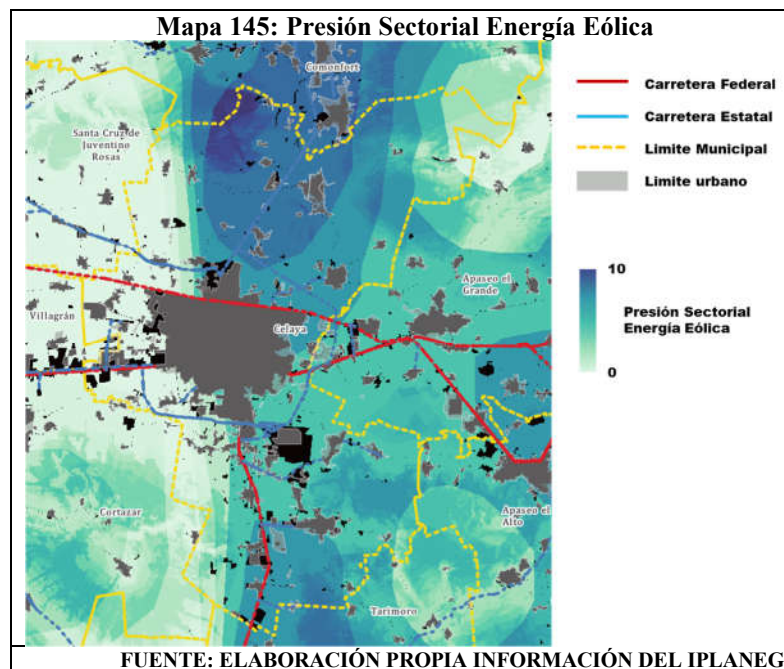 Mapa 145: Presión Sectorial Energía Eólica
Comonfort
Santa Cruz de
Juventino
Rosas
Apaseo el
Grande
Villagrán
Celaya
Cortazar
Apaseo el
Alto
Tarimoro
Carretera Federal
Carretera Estatal
Limite Municipal
Limite urbano
10
Presión Sectorial
Energía Eólica
0
FUENTE: ELABORACIÓN PROPIA INFORMACIÓN DEL IPLANEG